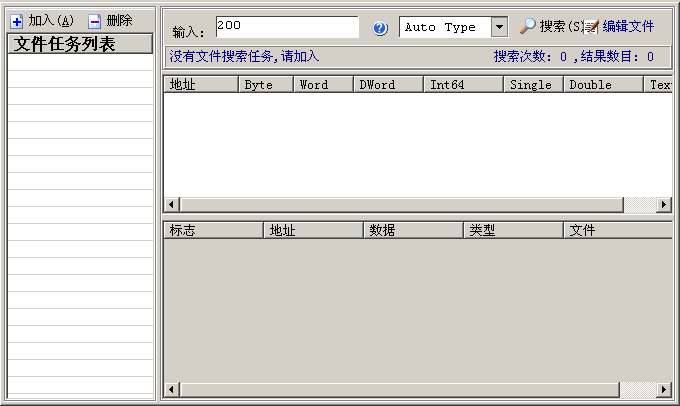 加入(A) 删除
文件任务列表
输入: 200 Auto Type 搜索(S) 编辑文件
没有文件搜索任务,请加入 搜索次数: 0 ,结果数目: 0
地址 Byte Word DWord Int64 Single Double Tex
标志 地址 数据 类型 文件